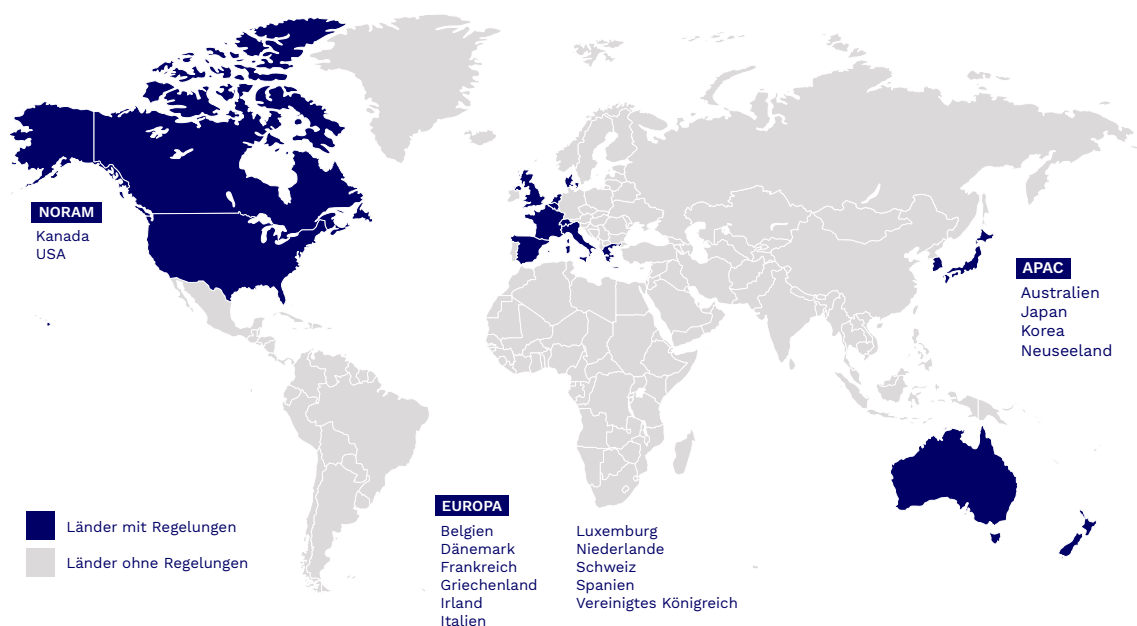 NORAM
Kanada
USA
APAC
Australien
Japan
Korea
Neuseeland
EUROPA
Belgien
Dänemark
Frankreich
Griechenland
Irland
Italien
Luxemburg
Niederlande
Schweiz
Spanien
Vereinigtes Königreich
Länder mit Regelungen
Länder ohne Regelungen